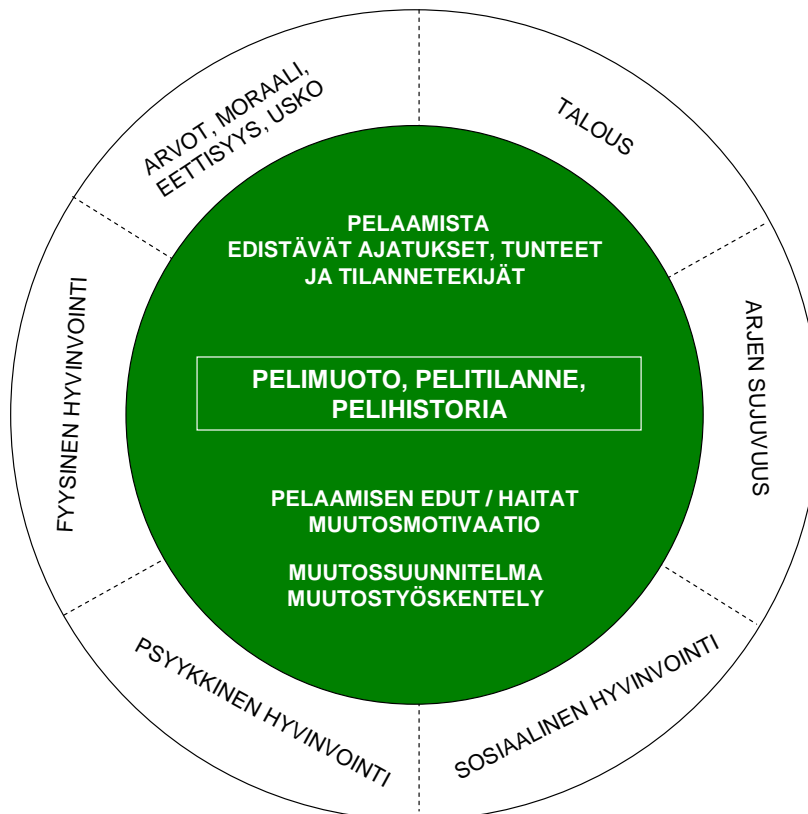 ARVOT, MORAALI,
EETTISYYS, USKO
TALOUS
PELAAMISTA
EDISTÄVÄT AJATUKSET, TUNTEET
JA TILANNETEKIJÄT
FYYSINEN HYVINVOINTI
ARJEN SUJUVUUS
PELIMUOTO, PELITILANNE,
PELIHISTORIA
PELAAMISEN EDUT / HAITAT
MUUTOSMOTIVAATIO
MUUTOSSUUNNITELMA
MUUTOSTYÖSKENTELY
PSYYKKINEN HYVINVOINTI
SOSIAALINEN HYVINVOINTI